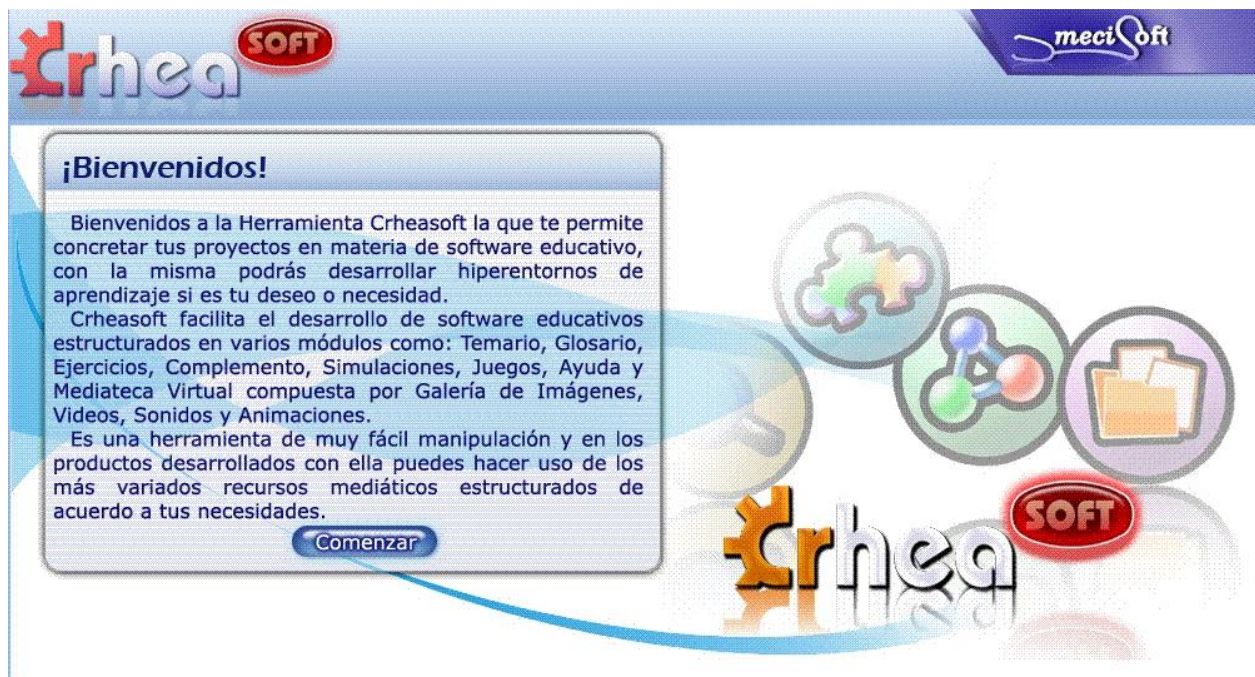 Crhea SOFT
meciSoft
¡Bienvenidos!
Bienvenidos a la Herramienta Crheasoft la que te permite
concretar tus proyectos en materia de software educativo,
con la misma podrás desarrollar hiperentornos de
aprendizaje si es tu deseo o necesidad.
Crheasoft facilita el desarrollo de software educativos
estructurados en varios módulos como: Temario, Glosario,
Ejercicios, Complemento, Simulaciones, Juegos, Ayuda y
Mediateca Virtual compuesta por Galería de Imágenes,
Videos, Sonidos y Animaciones.
Es una herramienta de muy fácil manipulación y en los
productos desarrollados con ella puedes hacer uso de los
más variados recursos mediáticos estructurados de
acuerdo a tus necesidades.
Comenzar
Crhea SOFT